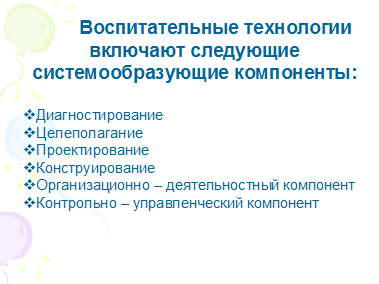 Воспитательные технологии
включают следующие
системообразующие компоненты:
❖Диагностирование
❖Целеполагание
❖Проектирование
❖Конструирование
❖Организационно – деятельностный компонент
❖Контрольно – управленческий компонент